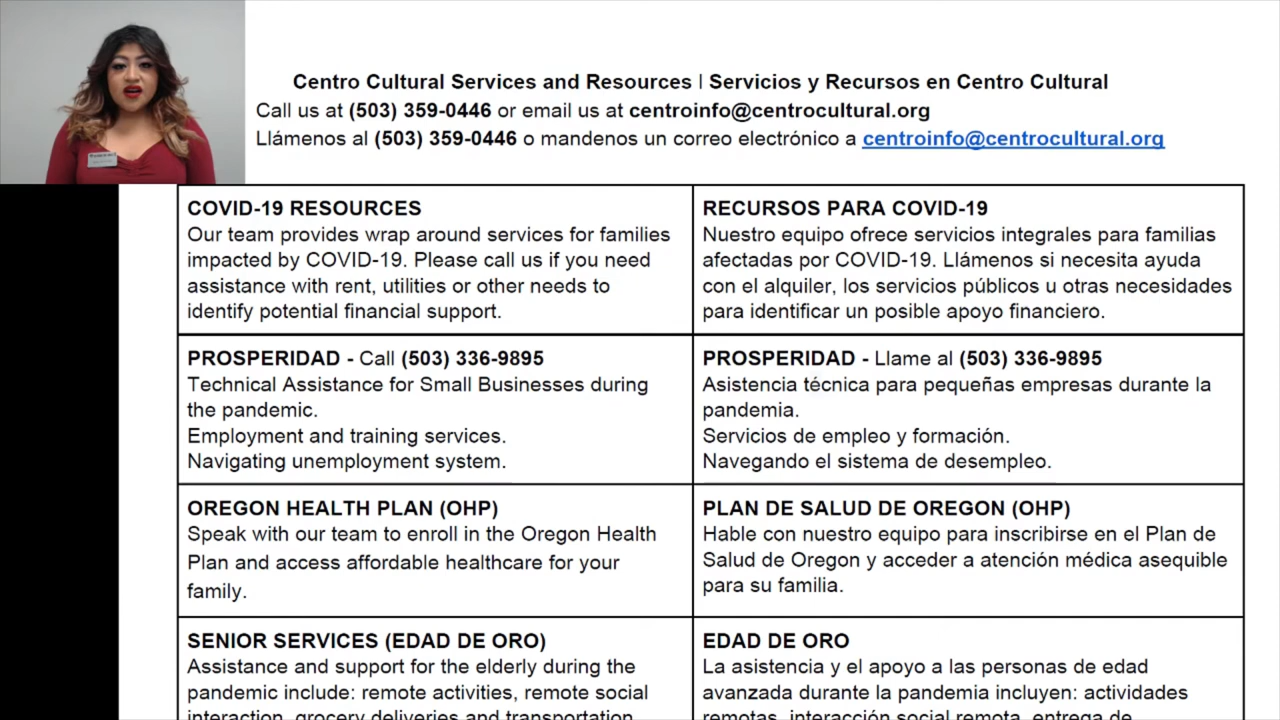 Centro Cultural Services and Resources | Servicios y Recursos en Centro Cultural
Call us at (503) 359-0446 or email us at centroinfo@centrocultural.org
Llámenos al (503) 359-0446 o mandenos un correo electrónico a centroinfo@centrocultural.org
COVID-19 RESOURCES
Our team provides wrap around services for families
impacted by COVID-19. Please call us if you need
assistance with rent, utilities or other needs to
identify potential financial support.
RECURSOS PARA COVID-19
Nuestro equipo ofrece servicios integrales para familias
afectadas por COVID-19. Llámenos si necesita ayuda
con el alquiler, los servicios públicos u otras necesidades
para identificar un posible apoyo financiero.
PROSPERIDAD - Call (503) 336-9895
Technical Assistance for Small Businesses during
the pandemic.
Employment and training services.
Navigating unemployment system.
PROSPERIDAD - Llame al (503) 336-9895
Asistencia técnica para pequeñas empresas durante la
pandemia.
Servicios de empleo y formación.
Navegando el sistema de desempleo.
OREGON HEALTH PLAN (OHP)
Speak with our team to enroll in the Oregon Health
Plan and access affordable healthcare for your
family.
PLAN DE SALUD DE OREGON (OHP)
Hable con nuestro equipo para inscribirse en el Plan de
Salud de Oregon y acceder a atención médica asequible
para su familia.
SENIOR SERVICES (EDAD DE ORO)
Assistance and support for the elderly during the
pandemic include: remote activities, remote social
interaction, grocery deliveries and transportation
EDAD DE ORO
La asistencia y el apoyo a las personas de edad
avanzada durante la pandemia incluyen: actividades
remotas, interacción social remota, entrega de